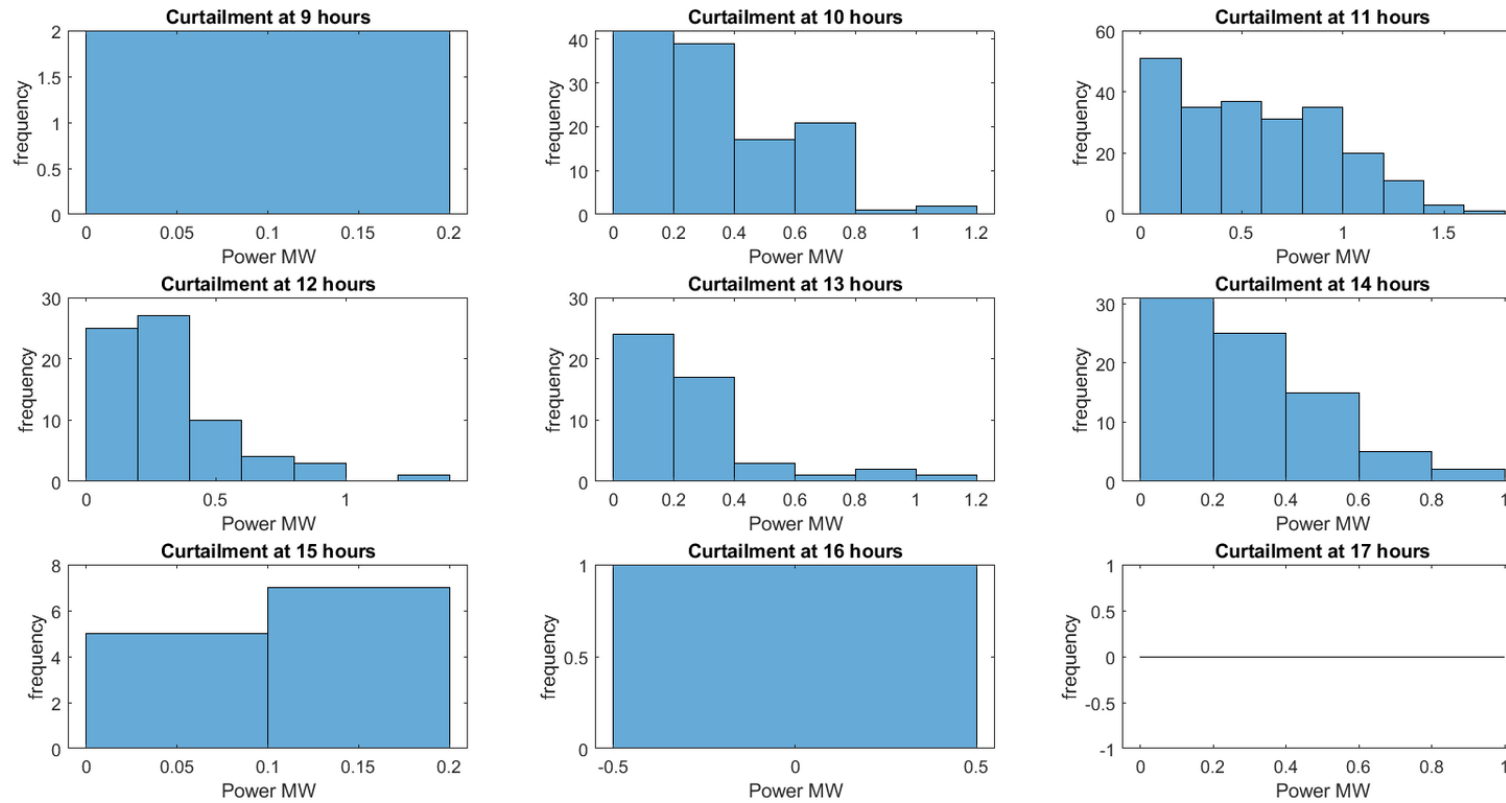 Curtailment at 9 hours
2
1.5
1
0.5
0
frequency
0 0.05 0.1 0.15 0.2
Power MW
Curtailment at 10 hours
40
30
20
10
0
frequency
0 0.2 0.4 0.6 0.8 1 1.2
Power MW
Curtailment at 11 hours
60
40
20
0
frequency
0 0.5 1 1.5
Power MW
Curtailment at 12 hours
30
20
10
0
frequency
0 0.5 1
Power MW
Curtailment at 13 hours
30
20
10
0
frequency
0 0.2 0.4 0.6 0.8 1 1.2
Power MW
Curtailment at 14 hours
30
20
10
0
frequency
0 0.2 0.4 0.6 0.8 1
Power MW
Curtailment at 15 hours
8
6
4
2
0
frequency
0 0.05 0.1 0.15 0.2
Power MW
Curtailment at 16 hours
1
0.5
0
frequency
-0.5 0 0.5
Power MW
Curtailment at 17 hours
1
0.5
0
-0.5
-1
frequency
0 0.2 0.4 0.6 0.8 1
Power MW